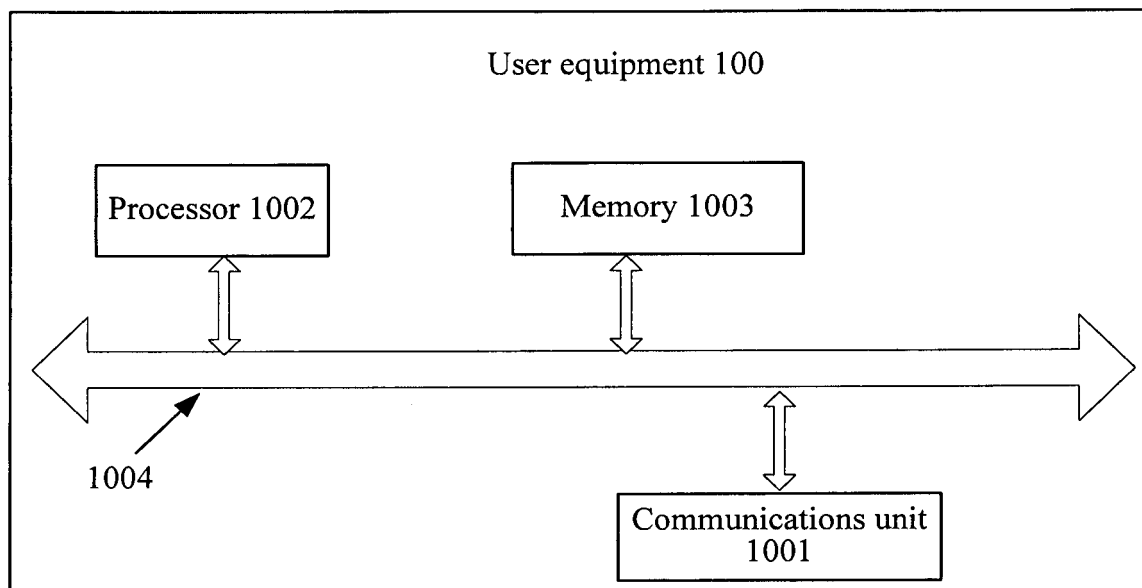 User equipment 100
Processor 1002
Memory 1003
1004
Communications unit
1001